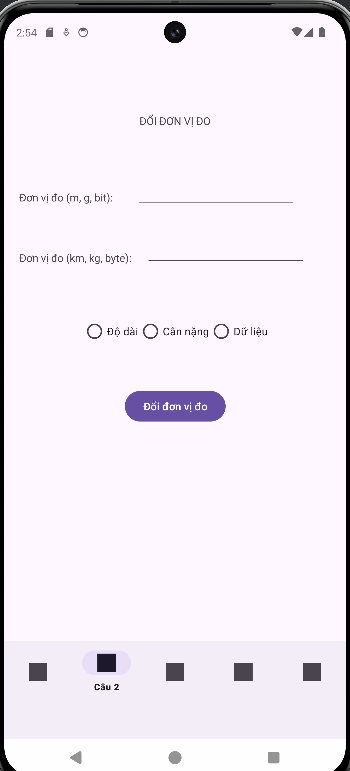 2:54
ĐỔI ĐƠN VỊ ĐO
Đơn vị đo (m, g, bit):
Đơn vị đo (km, kg, byte):
Độ dài Cân nặng Dữ liệu
Đổi đơn vị đo
Câu 2